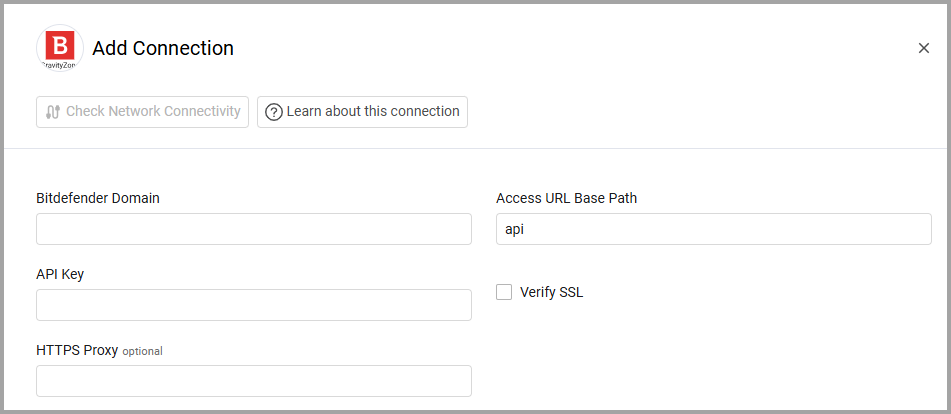 B
GravityZone
Add Connection
Check Network Connectivity
Learn about this connection
Bitdefender Domain
Access URL Base Path
api
API Key
Verify SSL
HTTPS Proxy optional